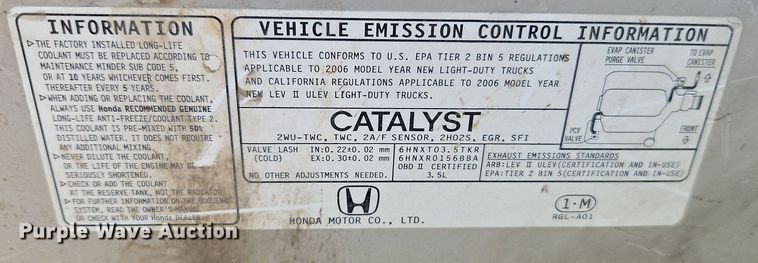 INFORMATION
▷THE FACTORY INSTALLED LONG-LIFE
COOLANT MUST BE REPLACED ACCORDING TO
MAINTENANCE MINDER SUB CODE 5,
OR AT 10 YEARS WHICHEVER COMES FIRST.
THEREAFTER EVERY 5 YEARS.
▷WHEN ADDING OR REPLACING THE COOLANT,
ALWAYS USE Honda RECOMMENDED GENUINE
LONG-LIFE ANTI-FREEZE/COOLANT TYPE 2.
THIS COOLANT IS PRE-MIXED WITH 50%
DISTILLED WATER. IT DOES NOT REQUIRE
ANY ADDITIONAL MIXING.
▷NEVER DILUTE THE COOLANT,
OR THE LIFE OF THE ENGINE MAY BE
SERIOUSLY SHORTENED.
▷CHECK OR ADD THE COOLANT
AT THE RESERVE TANK, NOT THE RADIATOR
▷FOR FURTHER INFORMATION ON THE COOLING
SYSTEM, READ THE OWNER'S MANUAL
OR CHECK WITH YOUR Honda DEALER.
VEHICLE EMISSION CONTROL INFORMATION
THIS VEHICLE CONFORMS TO U.S. EPA TIER 2 BIN 5 REGULATIONS
APPLICABLE TO 2006 MODEL YEAR NEW LIGHT-DUTY TRUCKS
AND CALIFORNIA REGULATIONS APPLICABLE TO 2006 MODEL YEAR
NEW LEV II ULEV LIGHT-DUTY TRUCKS.
CATALYST
2WU-TWC, TWC, 2A/F SENSOR, 2HO2S, EGR, SFI
VALVE LASH IN:0.22±0.02 mm
(COLD) EX:0.30±0.02 mm
NO OTHER ADJUSTMENTS NEEDED.
6HNXT03.5TKR
6HNXR0156BBA
OBD II CERTIFIED
3.5L
EXHAUST EMISSIONS STANDARDS
ARB:LEV II ULEV(CERTIFICATION AND IN-USE)
EPA:TIER 2 BIN 5(CERTIFICATION AND IN-USE)
EVAP CANISTER
PURGE VALVE
TO EVAP
CANISTER
FRONT
PCV
VALVE
HONDA MOTOR CO., LTD.
RGL-A01
1·M
Purple Wave Auction